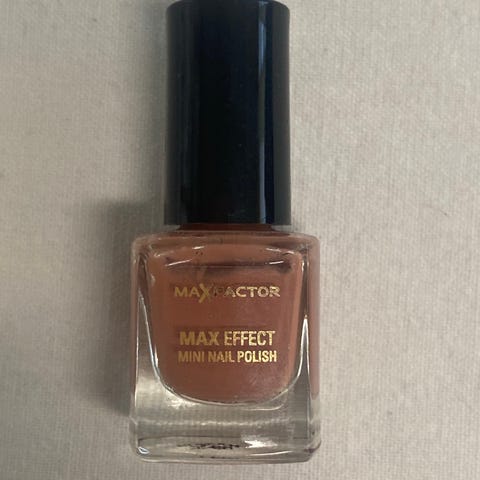 MAXFACTOR
MAX EFFECT
MINI NAIL POLISH